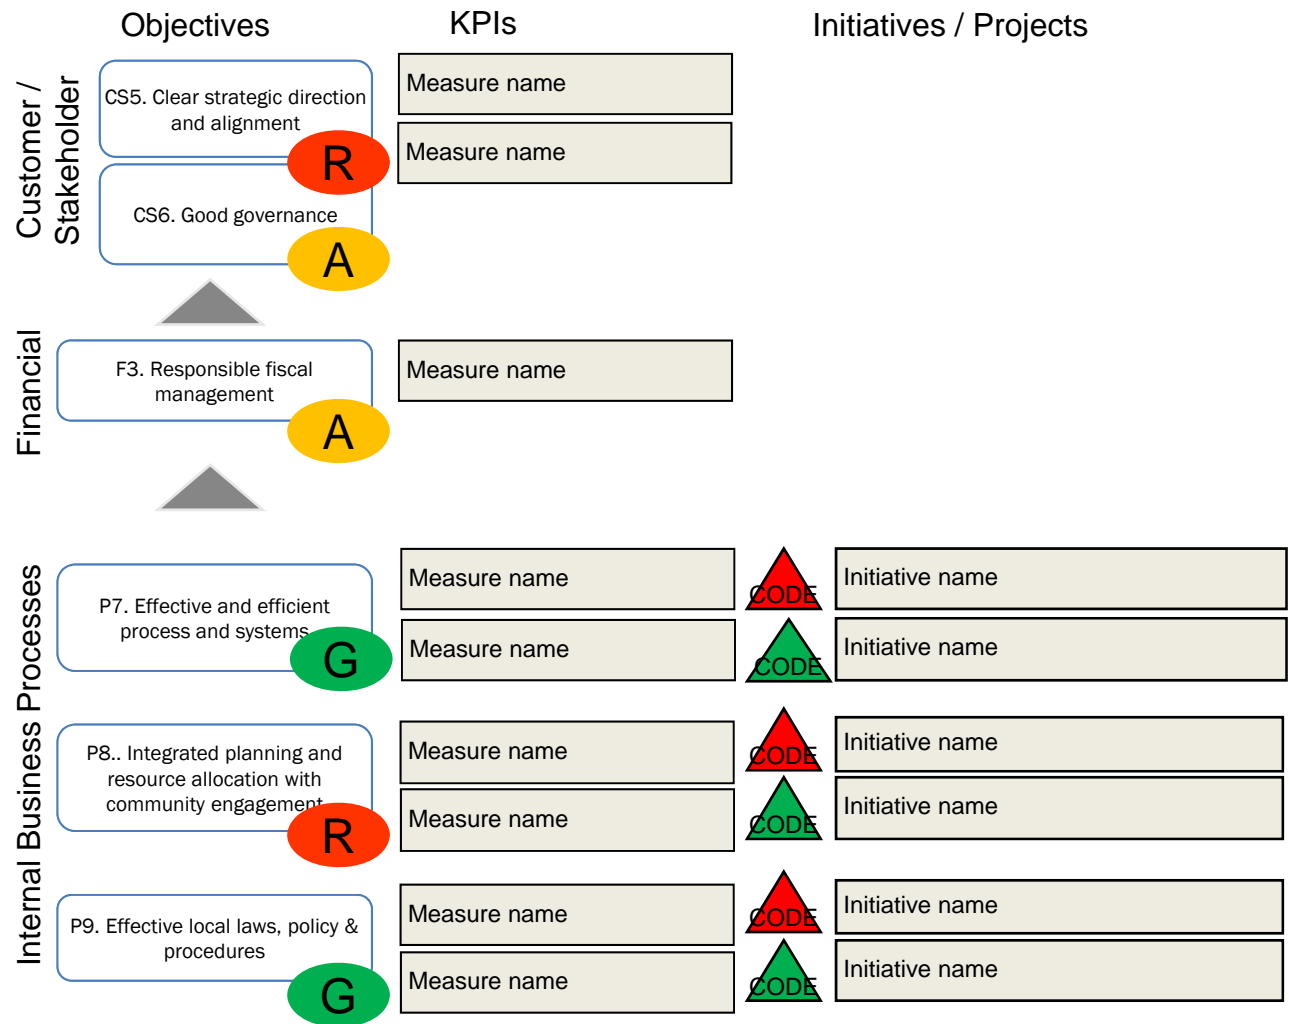 Objectives
KPIs
Initiatives / Projects
Customer /
Stakeholder
CS5. Clear strategic direction
and alignment
R
Measure name
Measure name
CS6. Good governance
A
Financial
F3. Responsible fiscal
management
A
Measure name
Internal Business Processes
P7. Effective and efficient
process and systems
G
Measure name
CODE
Initiative name
Measure name
CODE
Initiative name
P8.. Integrated planning and
resource allocation with
community engagement
R
Measure name
CODE
Initiative name
Measure name
CODE
Initiative name
P9. Effective local laws, policy &
procedures
G
Measure name
CODE
Initiative name
Measure name
CODE
Initiative name